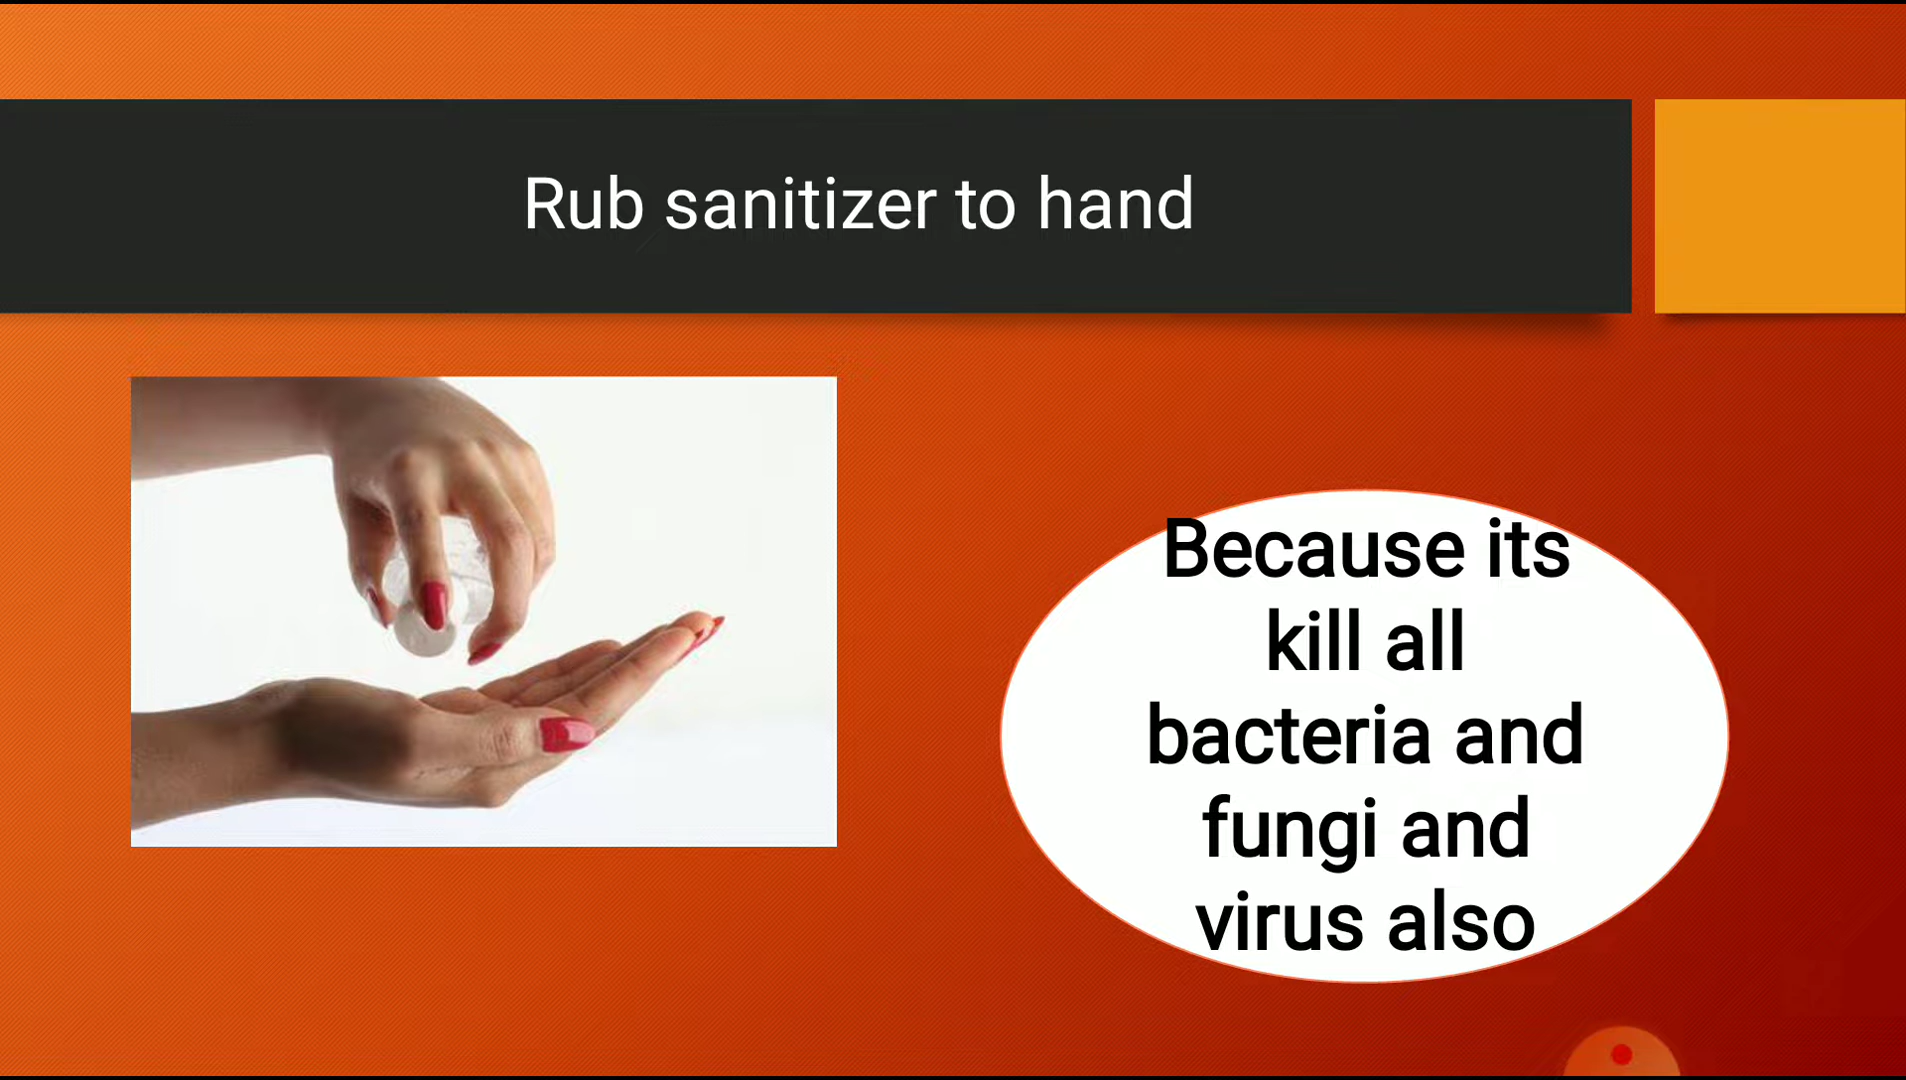 Rub sanitizer to hand
Because its
kill all
bacteria and
fungi and
virus also